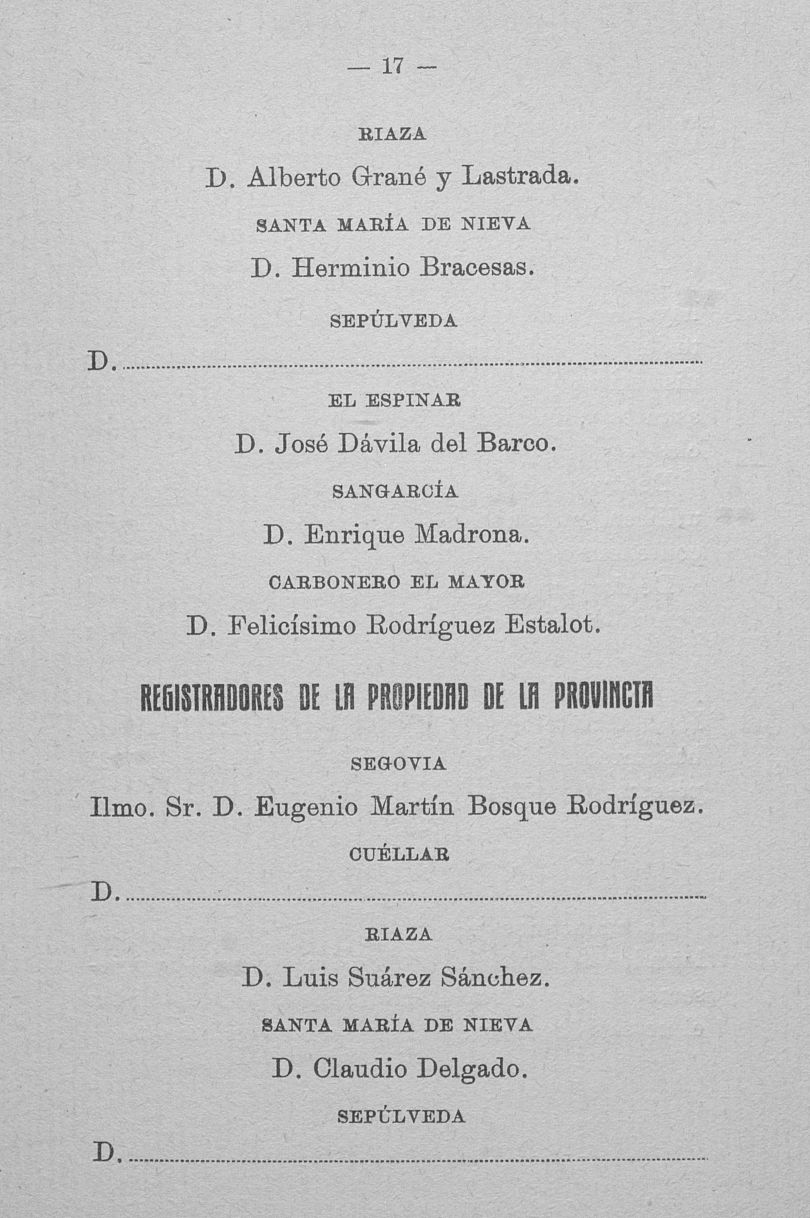 — 17 —
RIAZA
D. Alberto Grané y Lastrada.
SANTA MARÍA DE NIEVA
D. Herminio Bracesas.
SEPÚLVEDA
D. ........................................
EL ESPINAR
D. José Dávila del Barco.
SANGARCÍA
D. Enrique Madrona.
CARBONERO EL MAYOR
D. Felicísimo Rodríguez Estalot.
REGISTRADORES DE LA PROPIEDAD DE LA PROVINCTA
SEGOVIA
Ilmo. Sr. D. Eugenio Martín Bosque Rodríguez.
CUÉLLAR
D. ........................................
RIAZA
D. Luis Suárez Sánchez.
SANTA MARÍA DE NIEVA
D. Claudio Delgado.
SEPÚLVEDA
D. ........................................